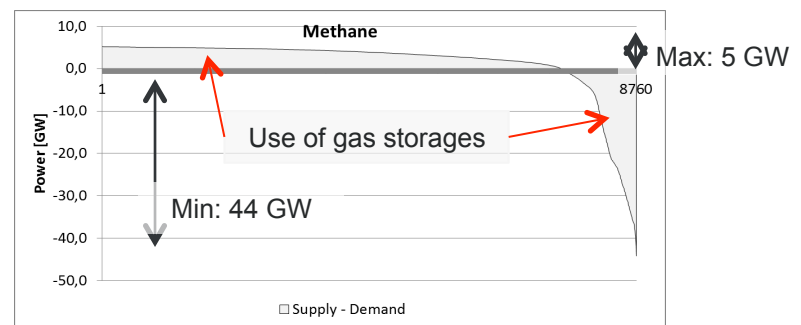 Methane
10,0
0,0
-10,0
-20,0
-30,0
-40,0
-50,0
Power [GW]
1
8760
Max: 5 GW
Use of gas storages
Min: 44 GW
Supply - Demand